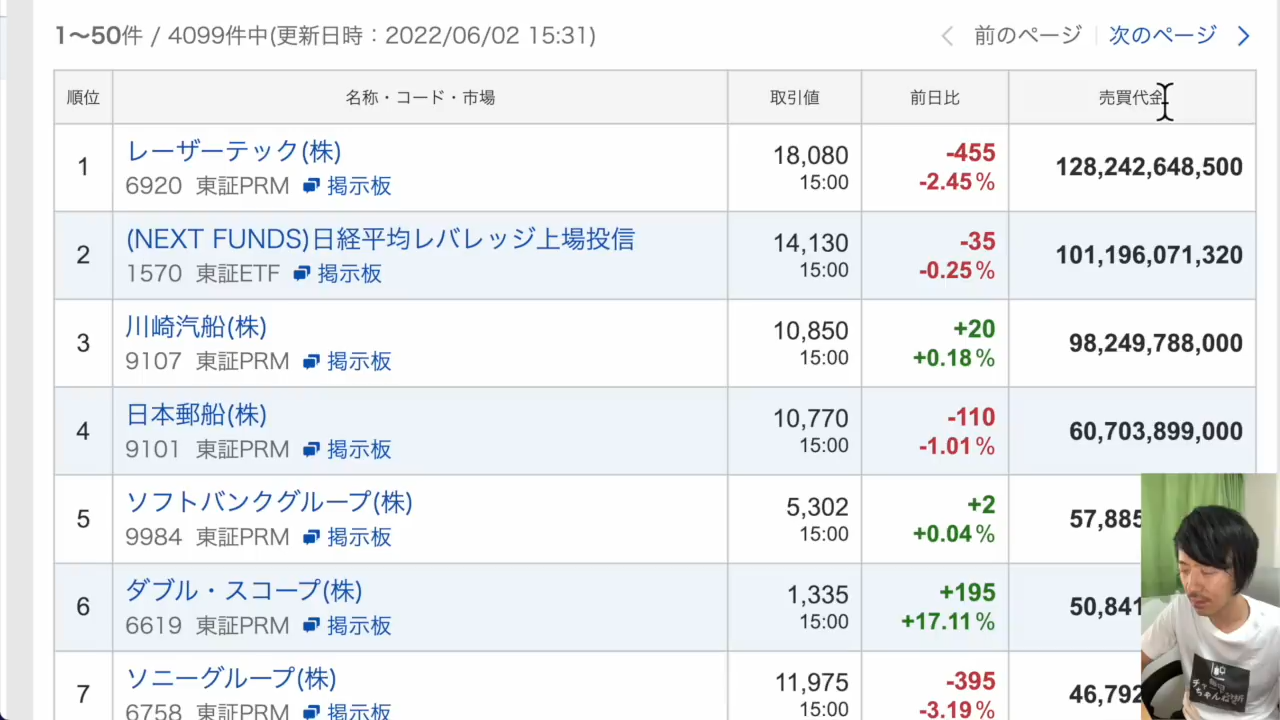 1〜50件 / 4099件中(更新日時：2022/06/02 15:31)
前のページ
次のページ
順位 名称・コード・市場 取引値 前日比 売買代金
1 レーザーテック(株) 18,080 -455 128,242,648,500
6920 東証PRM 掲示板 15:00 -2.45%
2 (NEXT FUNDS)日経平均レバレッジ上場投信 14,130 -35 101,196,071,320
1570 東証ETF 掲示板 15:00 -0.25%
3 川崎汽船(株) 10,850 +20 98,249,788,000
9107 東証PRM 掲示板 15:00 +0.18%
4 日本郵船(株) 10,770 -110 60,703,899,000
9101 東証PRM 掲示板 15:00 -1.01%
5 ソフトバンクグループ(株) 5,302 +2 57,885
9984 東証PRM 掲示板 15:00 +0.04%
6 ダブル・スコープ(株) 1,335 +195 50,841
6619 東証PRM 掲示板 15:00 +17.11%
7 ソニーグループ(株) 11,975 -395 46,792
6758 東証PRM 掲示板 15:00 -3.19%